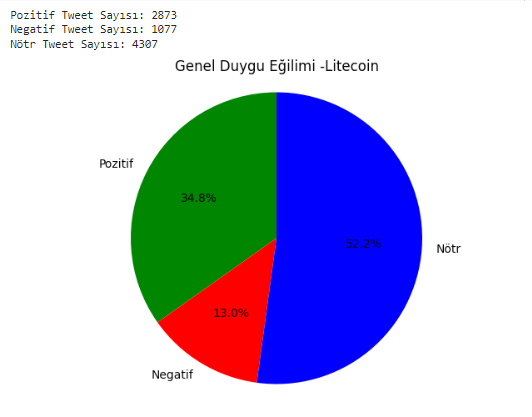 Pozitif Tweet Sayısı: 2873
Negatif Tweet Sayısı: 1077
Nötr Tweet Sayısı: 4307
Genel Duygu Eğilimi -Litecoin
Pozitif
34.8%
52.2%
Nötr
13.0%
Negatif